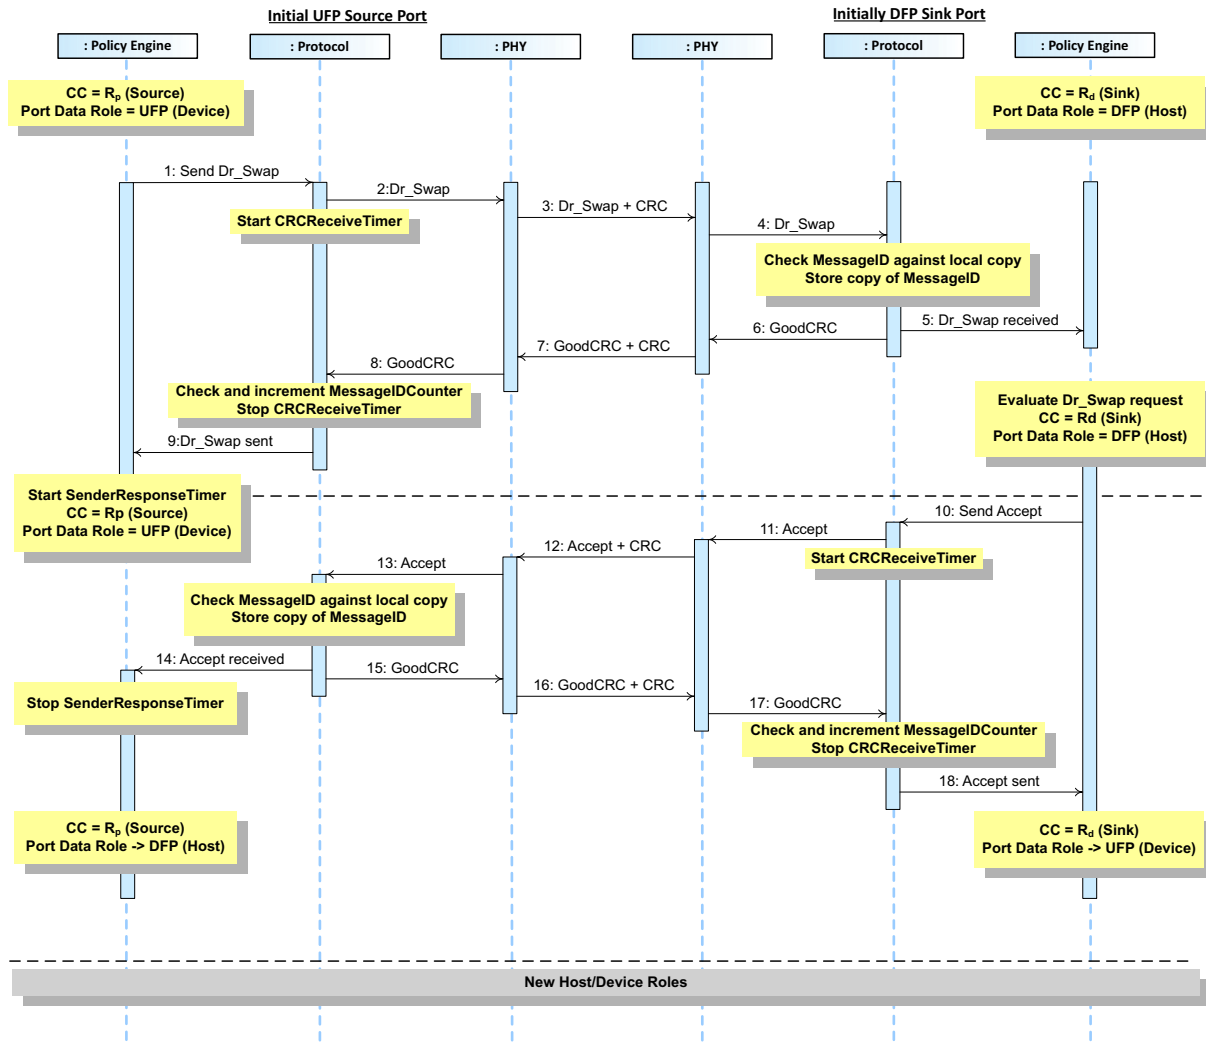 Initial UFP Source Port
Initially DFP Sink Port
: Policy Engine
: Protocol
: PHY
: PHY
: Protocol
: Policy Engine
CC = Rp (Source)
Port Data Role = UFP (Device)
CC = Rd (Sink)
Port Data Role = DFP (Host)
1: Send Dr_Swap
2:Dr_Swap
Start CRCReceiveTimer
3: Dr_Swap + CRC
4: Dr_Swap
Check MessageID against local copy
Store copy of MessageID
5: Dr_Swap received
6: GoodCRC
7: GoodCRC + CRC
8: GoodCRC
Check and increment MessageIDCounter
Stop CRCReceiveTimer
9:Dr_Swap sent
Evaluate Dr_Swap request
CC = Rd (Sink)
Port Data Role = DFP (Host)
Start SenderResponseTimer
CC = Rp (Source)
Port Data Role = UFP (Device)
10: Send Accept
11: Accept
Start CRCReceiveTimer
12: Accept + CRC
13: Accept
Check MessageID against local copy
Store copy of MessageID
14: Accept received
15: GoodCRC
Stop SenderResponseTimer
16: GoodCRC + CRC
17: GoodCRC
Check and increment MessageIDCounter
Stop CRCReceiveTimer
18: Accept sent
CC = Rp (Source)
Port Data Role -> DFP (Host)
CC = Rd (Sink)
Port Data Role -> UFP (Device)
New Host/Device Roles